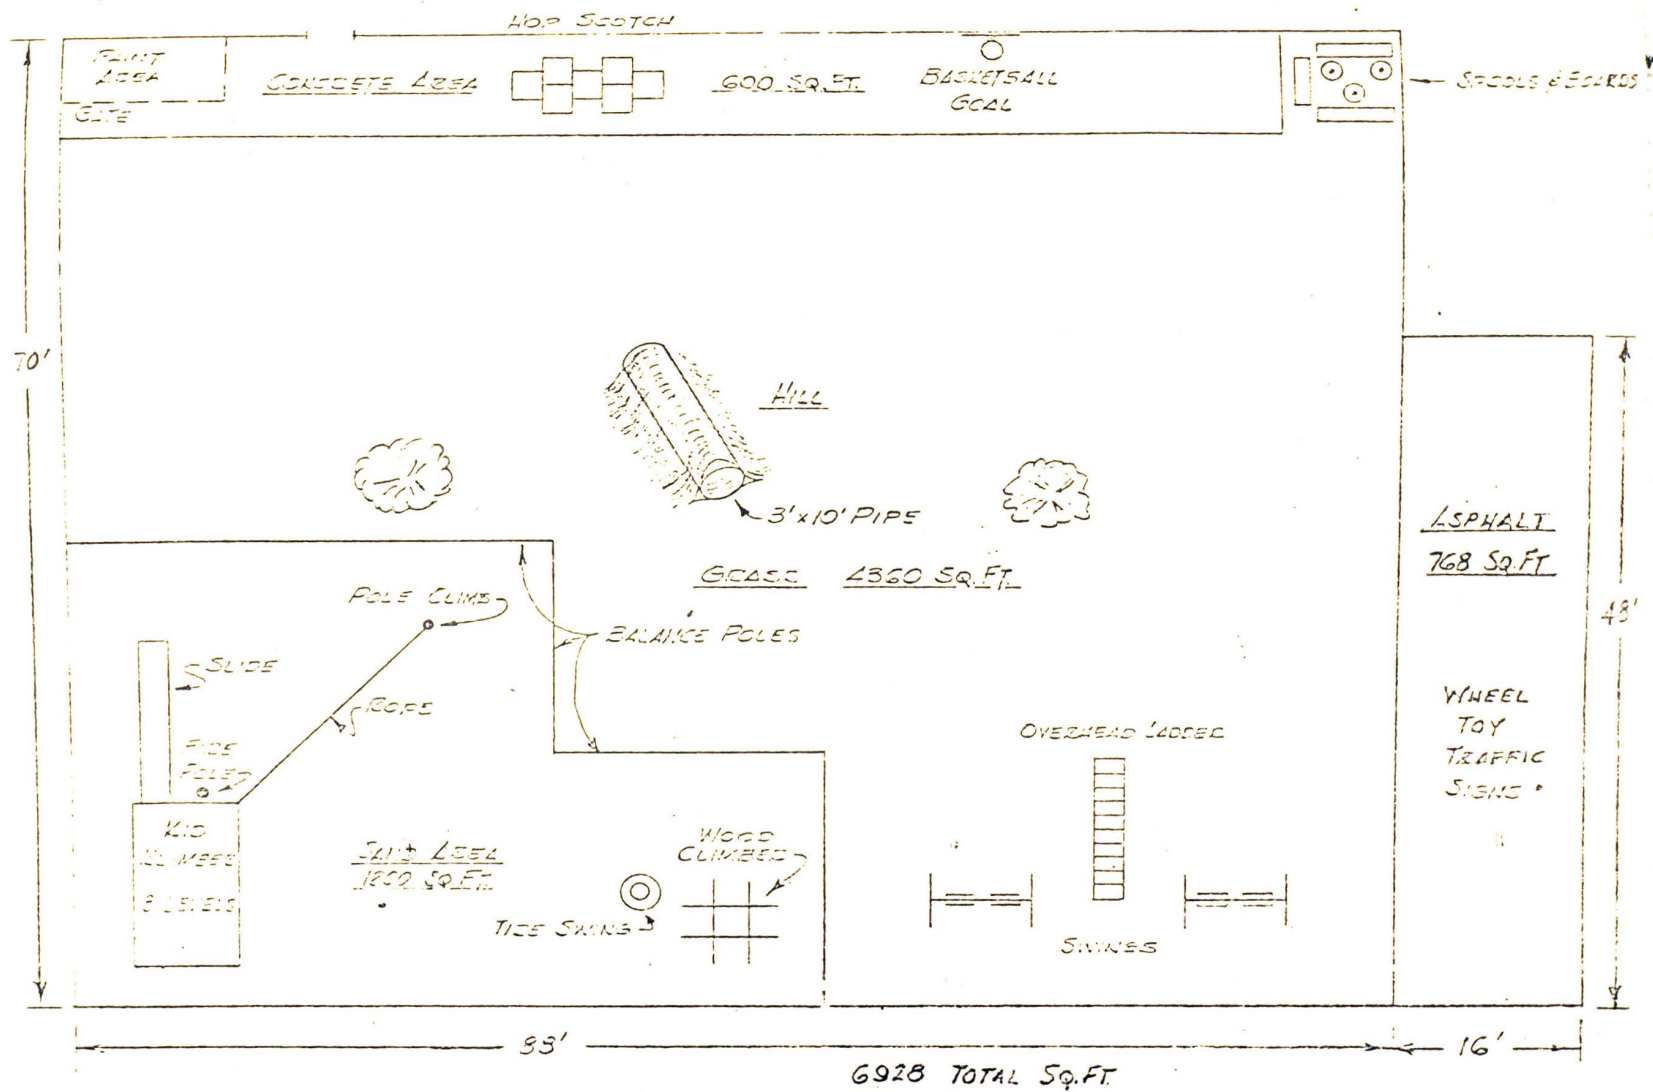 HOP SCOTCH
PAINT
AREA
GATE
CONCRETE AREA
600 SQ.FT.
BASKETBALL
GOAL
SPOOLS & BOARDS
70'
HILL
3'x10' PIPE
GRASS 4360 SQ.FT.
ASPHALT
768 SQ.FT
48'
POLE CLIMB
BALANCE POLES
SLIDE
ROPE
FIRE
POLE
WHEEL
TOY
TRAFFIC
SIGNS
OVERHEAD LADDER
KID
KLIMBER
3 LEVELS
SAND AREA
1200 SQ.FT.
WOOD
CLIMBER
TIRE SWING
SWINGS
88'
16'
6928 TOTAL SQ.FT.